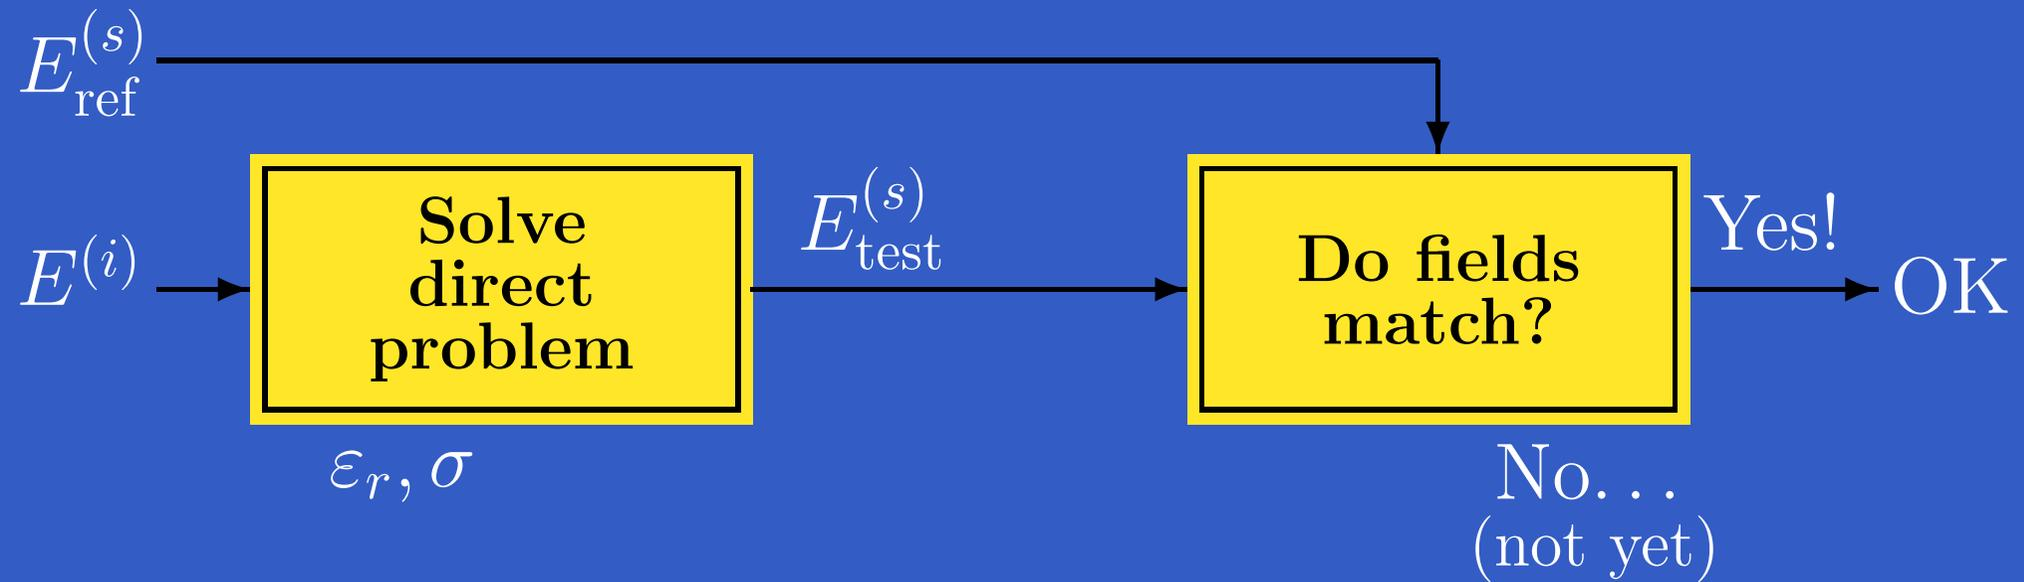 E_ref^(s)
E^(i)
Solve
direct
problem
E_test^(s)
Do fields
match?
Yes!
OK
ε_r, σ
No…
(not yet)